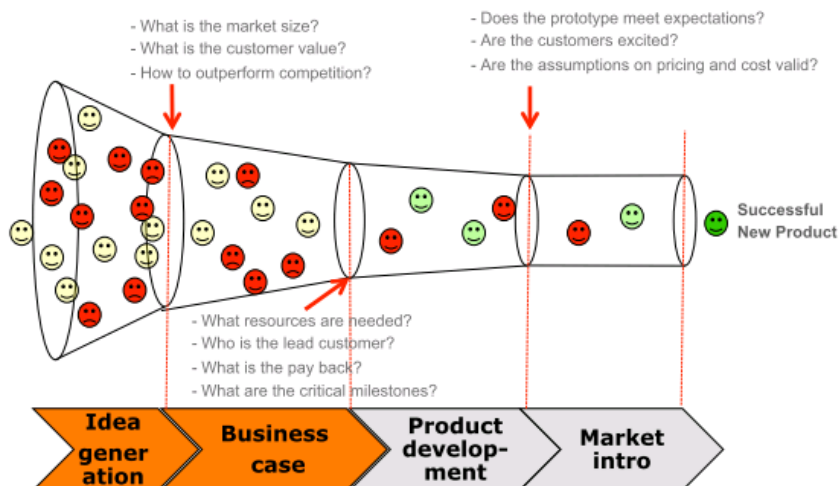 - What is the market size?
- What is the customer value?
- How to outperform competition?
- Does the prototype meet expectations?
- Are the customers excited?
- Are the assumptions on pricing and cost valid?
Successful
New Product
- What resources are needed?
- Who is the lead customer?
- What is the pay back?
- What are the critical milestones?
Idea
gener
ation
Business
case
Product
develop-
ment
Market
intro